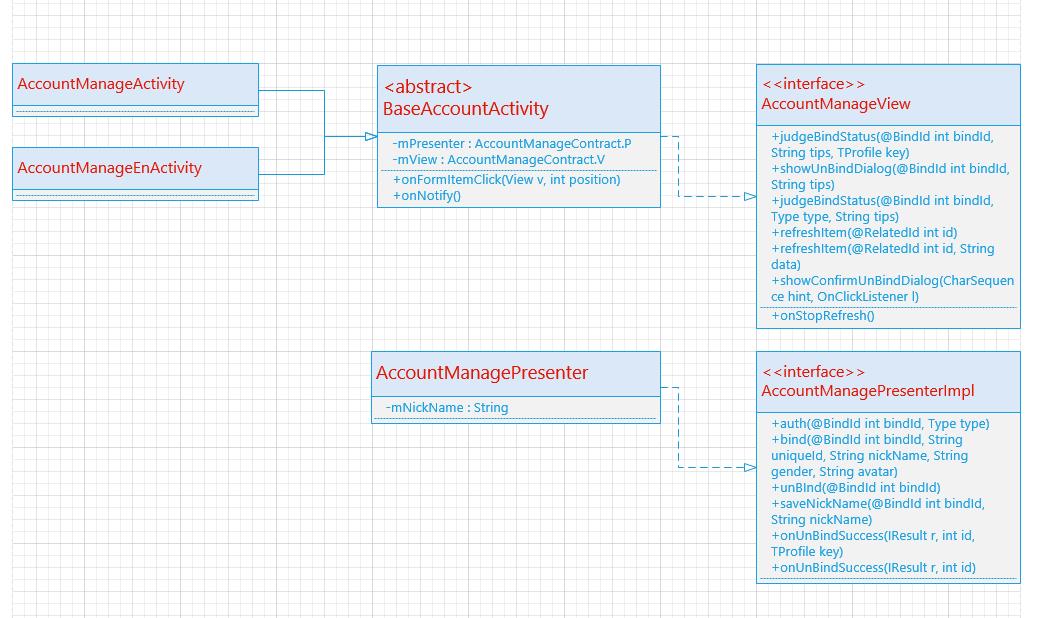 AccountManageActivity
AccountManageEnActivity
<abstract>
BaseAccountActivity
-mPresenter : AccountManageContract.P
-mView : AccountManageContract.V
+onFormItemClick(View v, int position)
+onNotify()
<<interface>>
AccountManageView
+judgeBindStatus(@BindId int bindId,
String tips, TProfile key)
+showUnBindDialog(@BindId int bindId,
String tips)
+judgeBindStatus(@BindId int bindId,
Type type, String tips)
+refreshItem(@RelatedId int id)
+refreshItem(@RelatedId int id, String
data)
+showConfirmUnBindDialog(CharSequen
ce hint, OnClickListener l)
+onStopRefresh()
AccountManagePresenter
-mNickName : String
<<interface>>
AccountManagePresenterImpl
+auth(@BindId int bindId, Type type)
+bind(@BindId int bindId, String
uniqueId, String nickName, String
gender, String avatar)
+unBInd(@BindId int bindId)
+saveNickName(@BindId int bindId,
String nickName)
+onUnBindSuccess(IResult r, int id,
TProfile key)
+onUnBindSuccess(IResult r, int id)